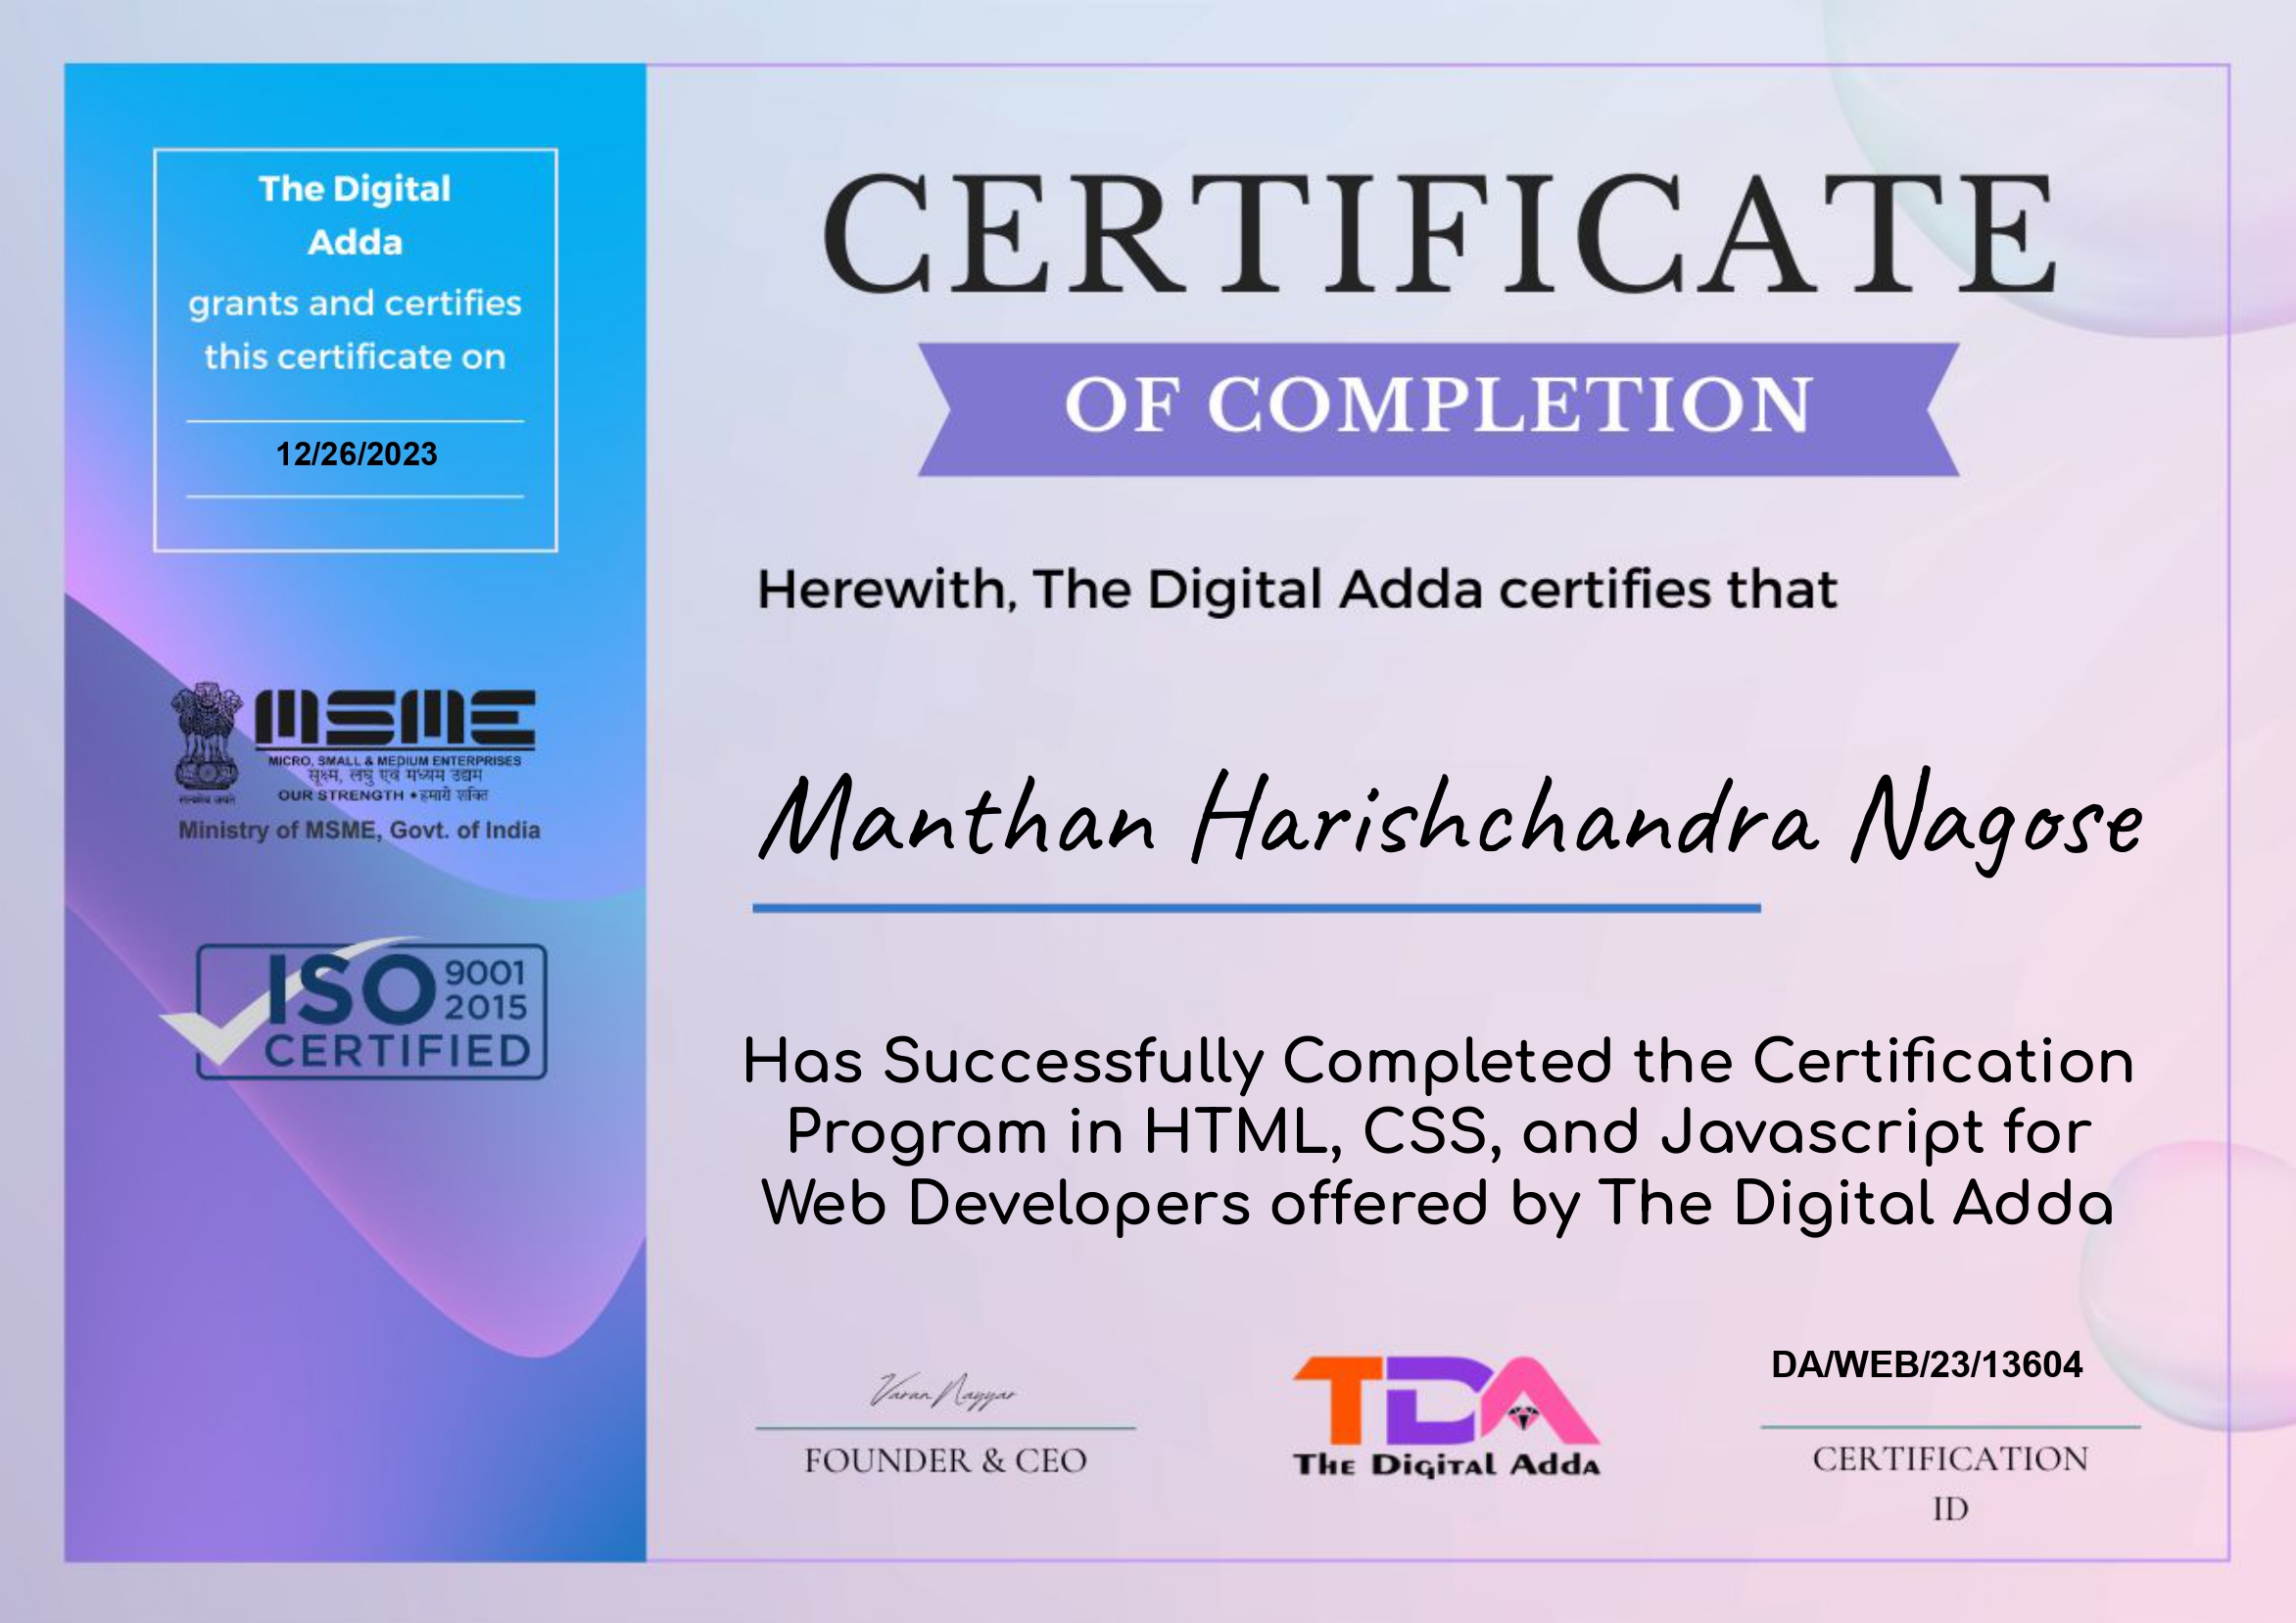 The Digital
Adda
grants and certifies
this certificate on
12/26/2023
MSME
MICRO, SMALL & MEDIUM ENTERPRISES
सूक्ष्म, लघु एवं मध्यम उद्यम
OUR STRENGTH • हमारी शक्ति
सत्यमेव जयते
Ministry of MSME, Govt. of India
ISO 9001
2015
CERTIFIED
CERTIFICATE
OF COMPLETION
Herewith, The Digital Adda certifies that
Manthan Harishchandra Nagose
Has Successfully Completed the Certification
Program in HTML, CSS, and Javascript for
Web Developers offered by The Digital Adda
Varun Nayyar
FOUNDER & CEO
TDA
The Digital Adda
DA/WEB/23/13604
CERTIFICATION
ID